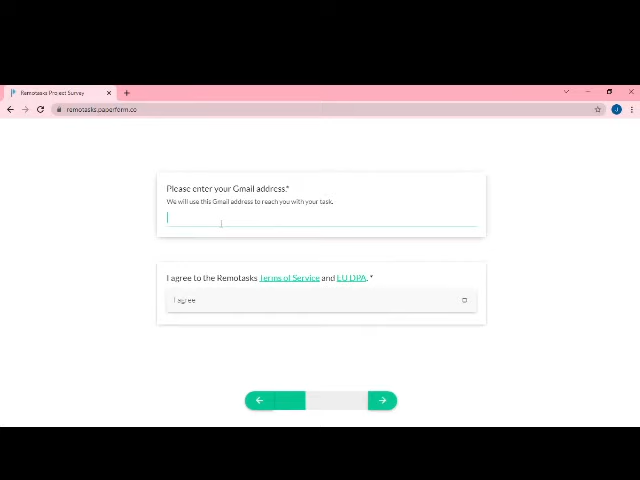 Remotasks Project Survey
remotasks.paperform.co
J
Please enter your Gmail address.*
We will use this Gmail address to reach you with your task.
I agree to the Remotasks Terms of Service and EU DPA. *
I agree